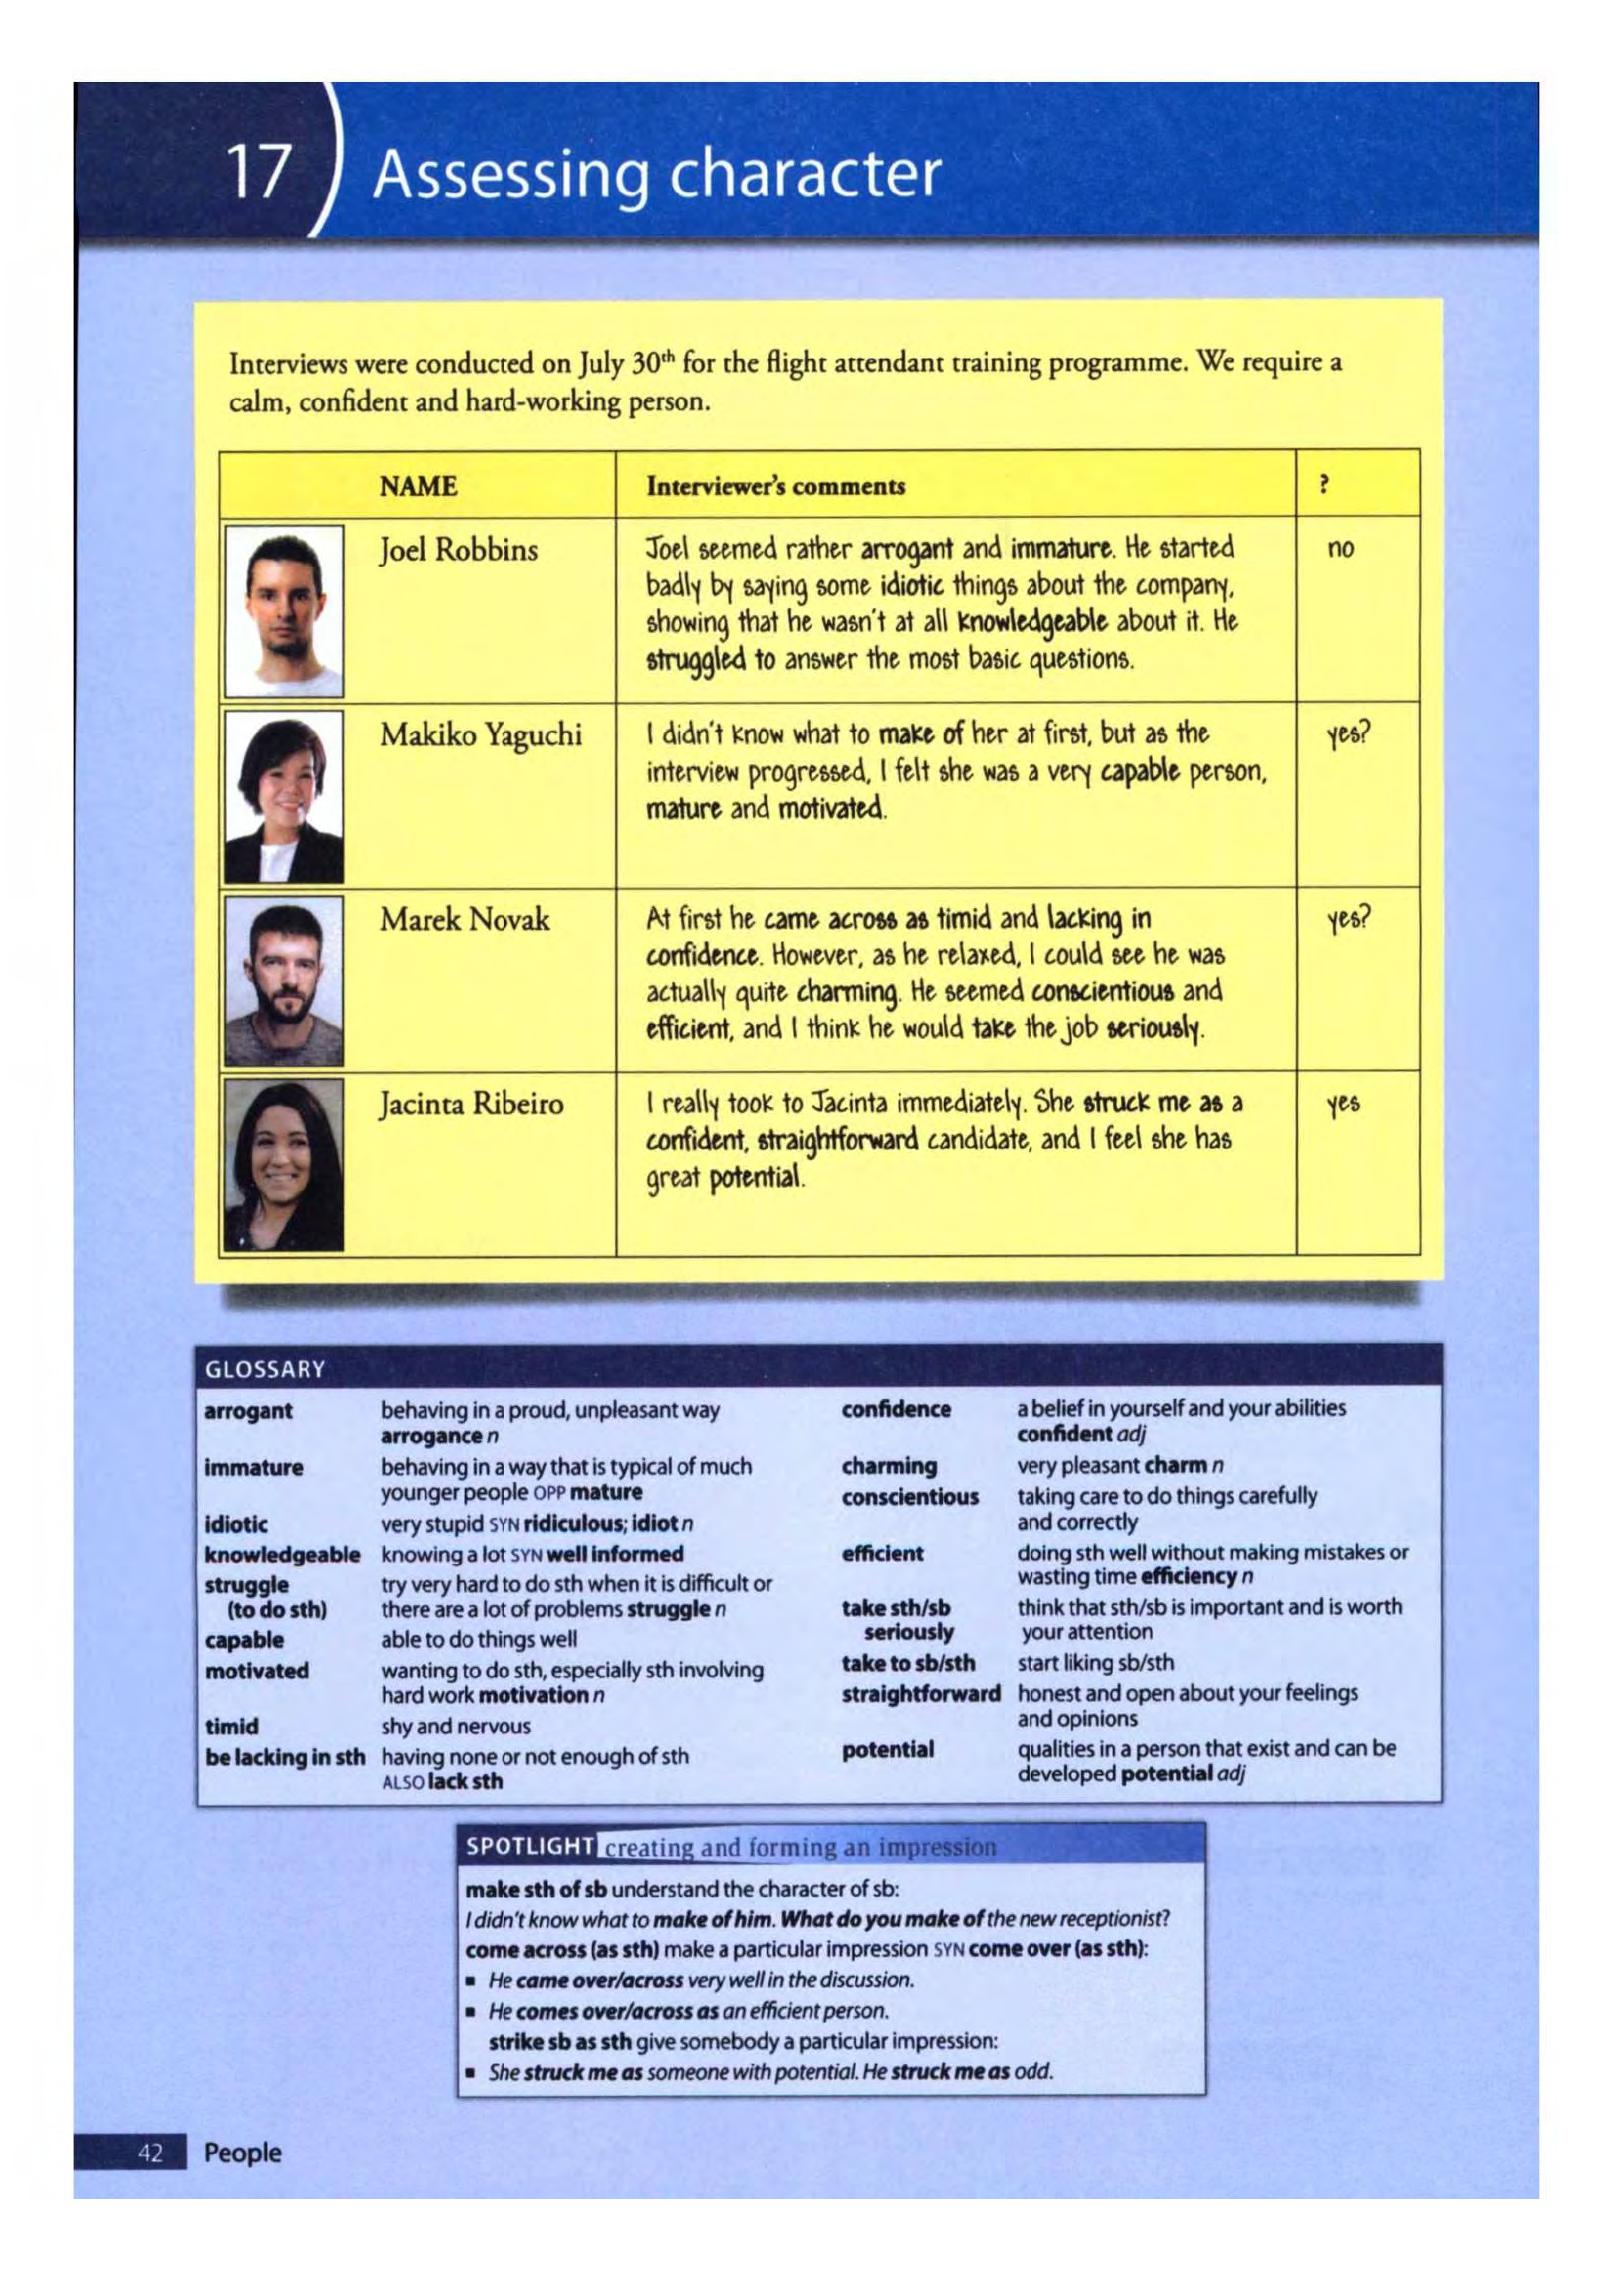 17
Assessing character
Interviews were conducted on July 30th for the flight attendant training programme. We require a
calm, confident and hard-working person.
NAME Interviewer's comments ?
Joel Robbins
Joel seemed rather arrogant and immature. He started
badly by saying some idiotic things about the company,
showing that he wasn't at all knowledgeable about it. He
struggled to answer the most basic questions.
no
Makiko Yaguchi
I didn't know what to make of her at first, but as the
interview progressed, I felt she was a very capable person,
mature and motivated.
yes?
Marek Novak
At first he came across as timid and lacking in
confidence. However, as he relaxed, I could see he was
actually quite charming. He seemed conscientious and
efficient, and I think he would take the job seriously.
yes?
Jacinta Ribeiro
I really took to Jacinta immediately. She struck me as a
confident, straightforward candidate, and I feel she has
great potential.
yes
GLOSSARY
arrogant behaving in a proud, unpleasant way
arrogance n
immature behaving in a way that is typical of much
younger people OPP mature
idiotic very stupid SYN ridiculous; idiot n
knowledgeable knowing a lot SYN well informed
struggle try very hard to do sth when it is difficult or
(to do sth) there are a lot of problems struggle n
capable able to do things well
motivated wanting to do sth, especially sth involving
hard work motivation n
timid shy and nervous
be lacking in sth having none or not enough of sth
ALSO lack sth
confidence a belief in yourself and your abilities
confident adj
charming very pleasant charm n
conscientious taking care to do things carefully
and correctly
efficient doing sth well without making mistakes or
wasting time efficiency n
take sth/sb think that sth/sb is important and is worth
seriously your attention
take to sb/sth start liking sb/sth
straightforward honest and open about your feelings
and opinions
potential qualities in a person that exist and can be
developed potential adj
SPOTLIGHT creating and forming an impression
make sth of sb understand the character of sb:
I didn't know what to make of him. What do you make of the new receptionist?
come across (as sth) make a particular impression SYN come over (as sth):
▪ He came over/across very well in the discussion.
▪ He comes over/across as an efficient person.
strike sb as sth give somebody a particular impression:
▪ She struck me as someone with potential. He struck me as odd.
42 People